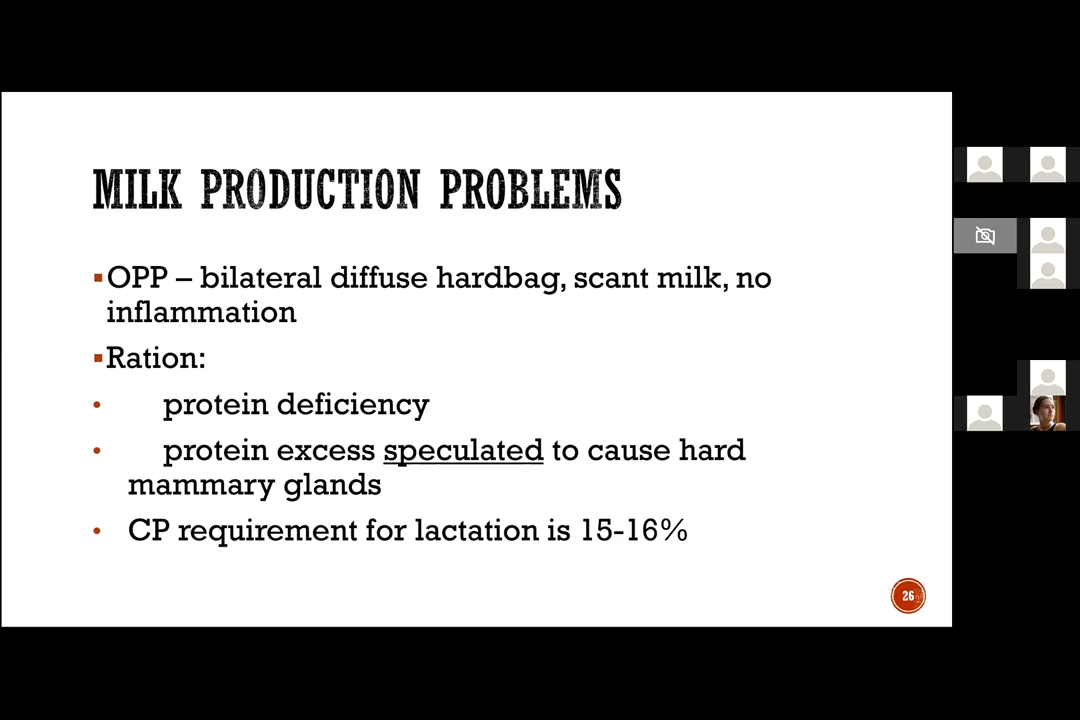 MILK PRODUCTION PROBLEMS
▪OPP – bilateral diffuse hardbag, scant milk, no
inflammation
▪Ration:
• protein deficiency
• protein excess speculated to cause hard
mammary glands
• CP requirement for lactation is 15-16%
26